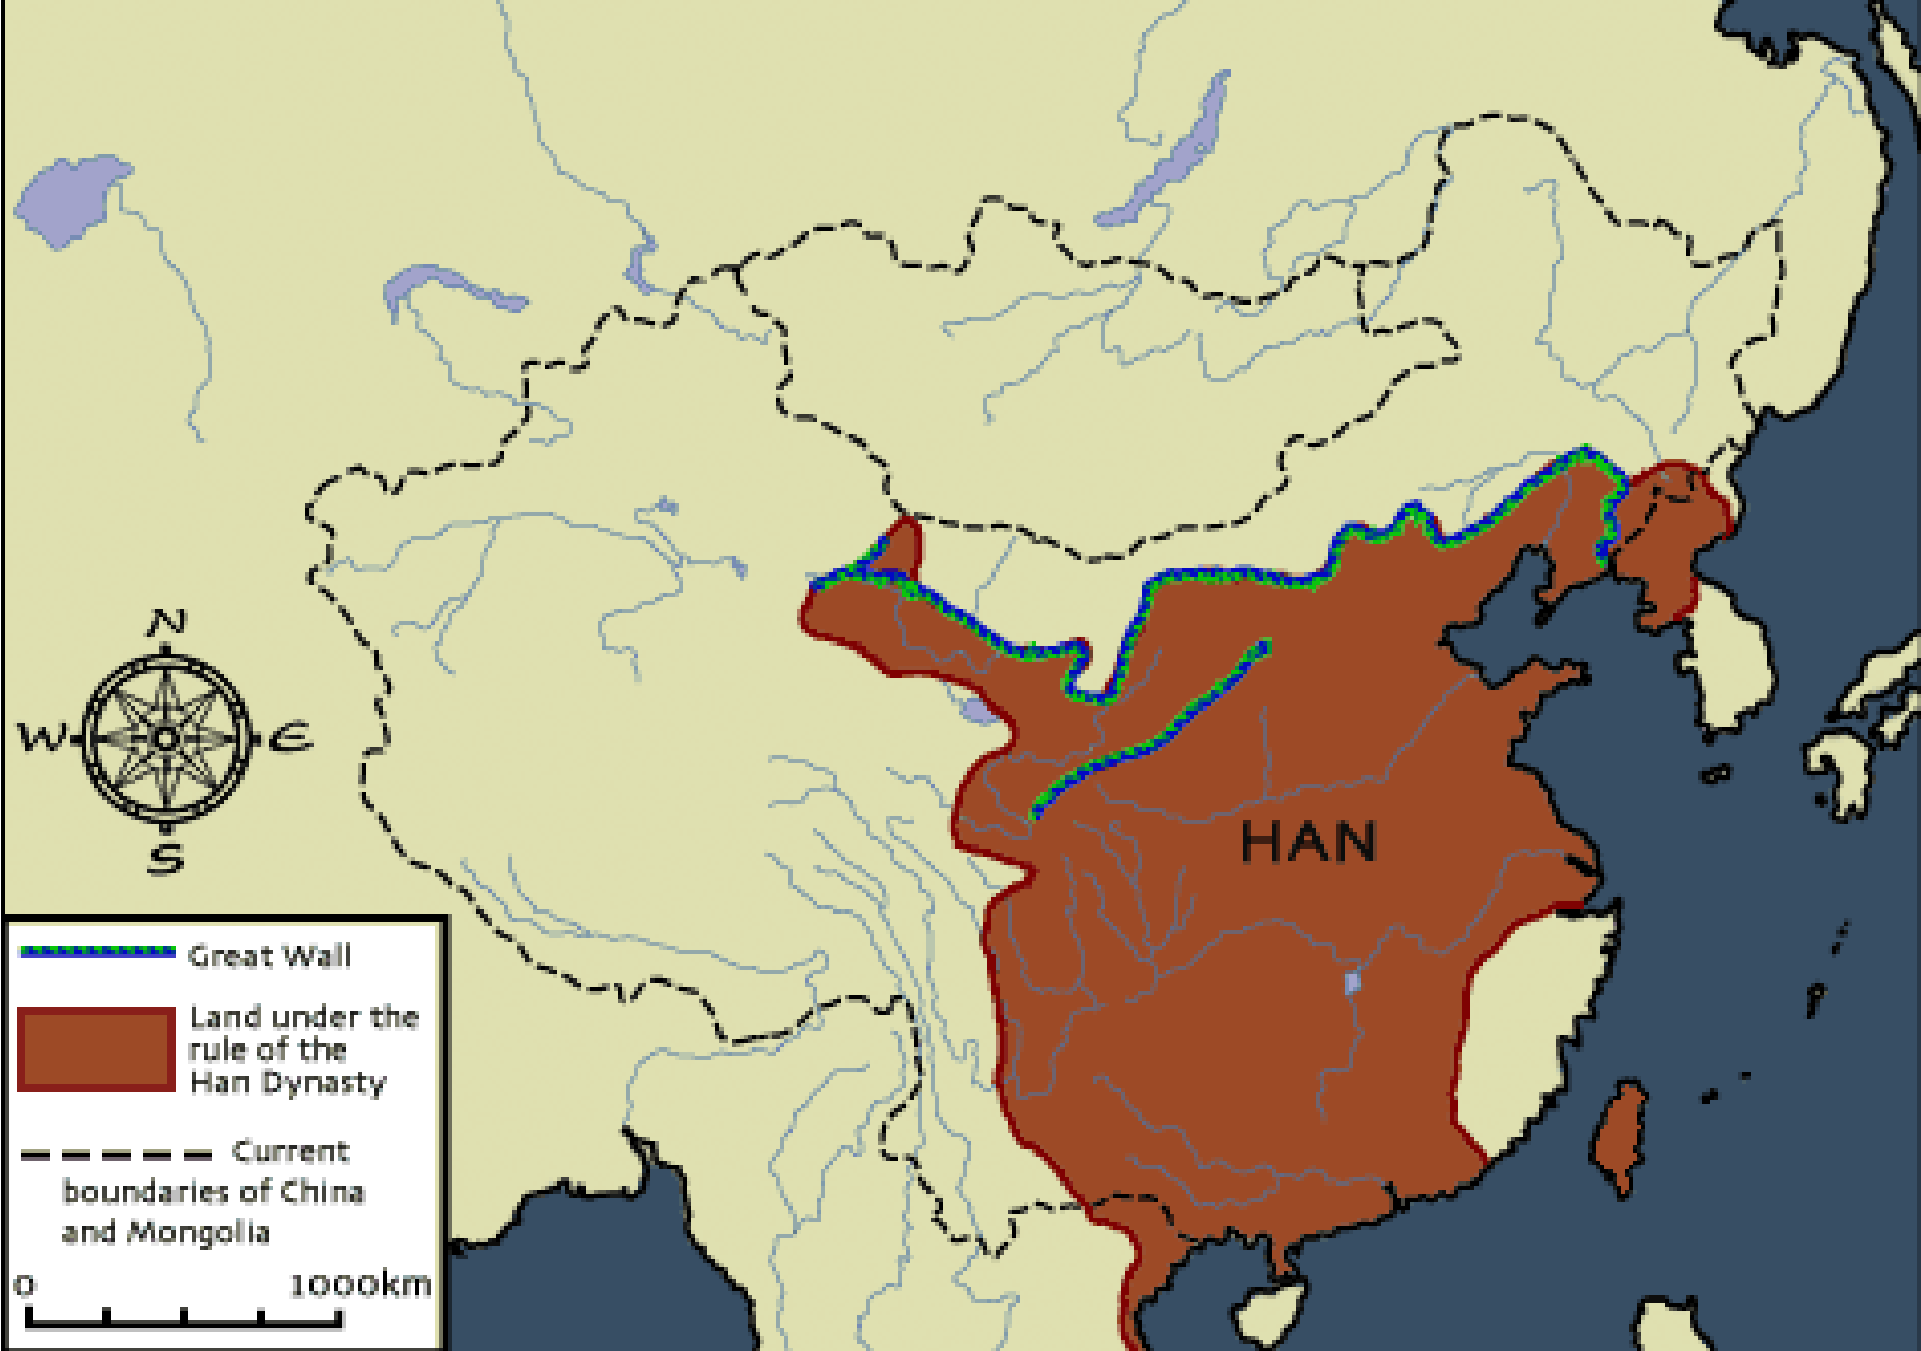 N
W
E
S
HAN
Great Wall
Land under the
rule of the
Han Dynasty
Current
boundaries of China
and Mongolia
0 1000km